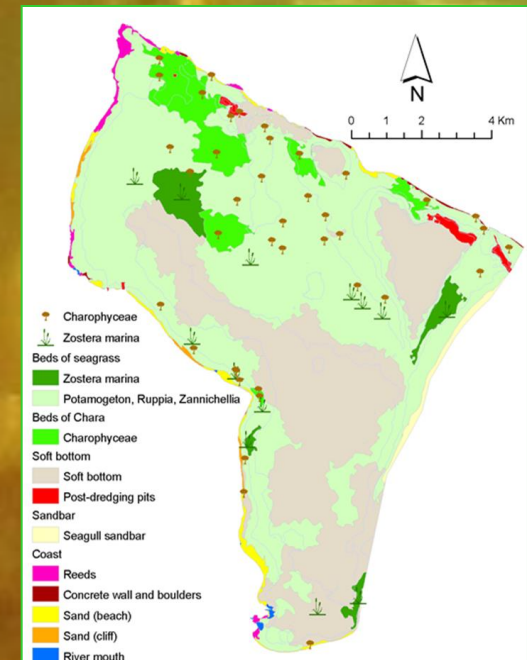 N
0 1 2 4 Km
Charophyceae
Zostera marina
Beds of seagrass
Zostera marina
Potamogeton, Ruppia, Zannichellia
Beds of Chara
Charophyceae
Soft bottom
Soft bottom
Post-dredging pits
Sandbar
Seagull sandbar
Coast
Reeds
Concrete wall and boulders
Sand (beach)
Sand (cliff)
River mouth